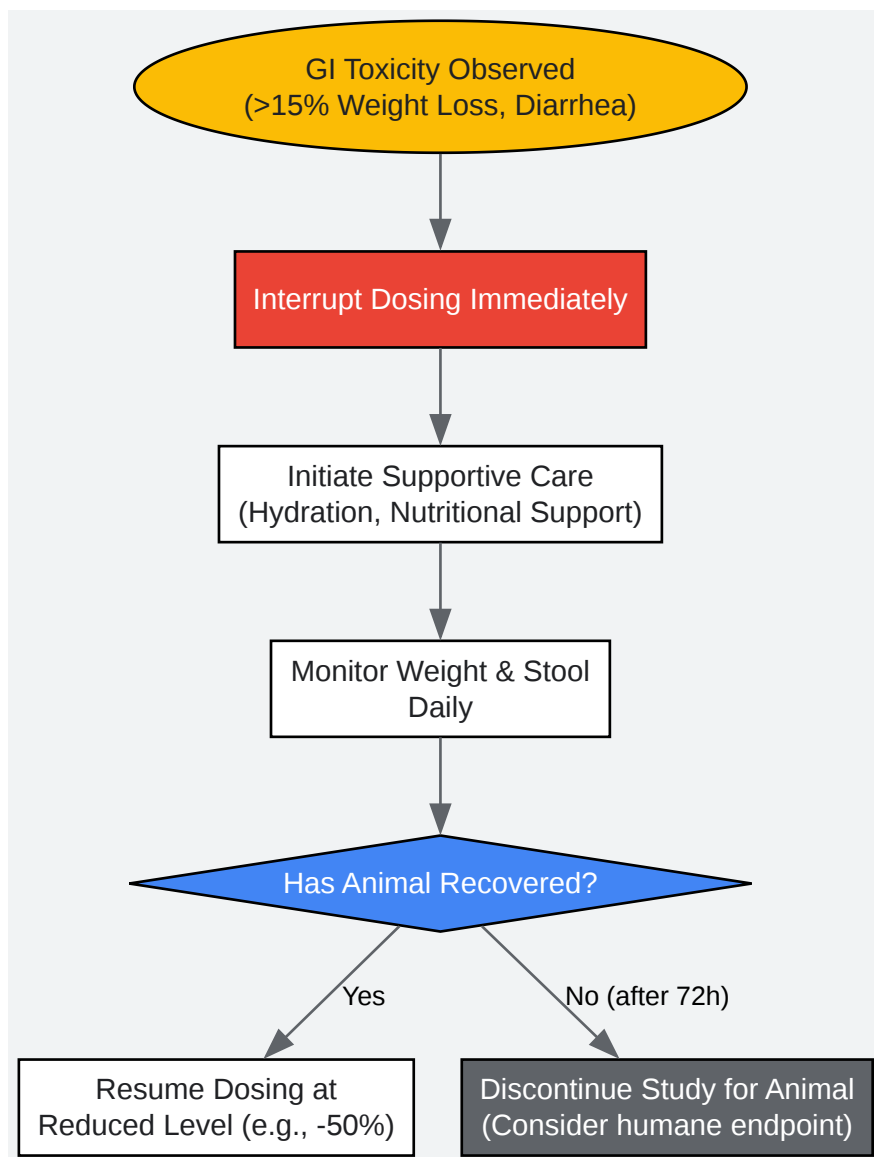 GI Toxicity Observed
(>15% Weight Loss, Diarrhea)
Interrupt Dosing Immediately
Initiate Supportive Care
(Hydration, Nutritional Support)
Monitor Weight & Stool
Daily
Has Animal Recovered?
Yes
No (after 72h)
Resume Dosing at
Reduced Level (e.g., -50%)
Discontinue Study for Animal
(Consider humane endpoint)